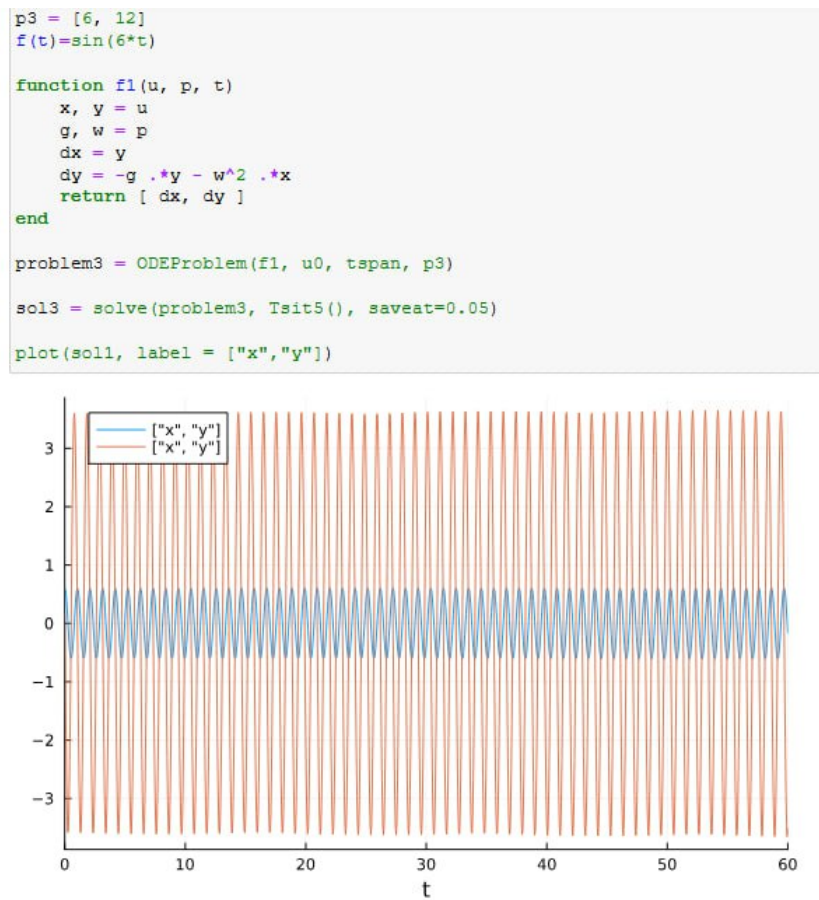 p3 = [6, 12]
f(t)=sin(6*t)
function f1(u, p, t)
x, y = u
g, w = p
dx = y
dy = -g .*y - w^2 .*x
return [ dx, dy ]
end
problem3 = ODEProblem(f1, u0, tspan, p3)
sol3 = solve(problem3, Tsit5(), saveat=0.05)
plot(sol1, label = ["x","y"])
["x", "y"]
["x", "y"]
3
2
1
0
−1
−2
−3
0 10 20 30 40 50 60
t